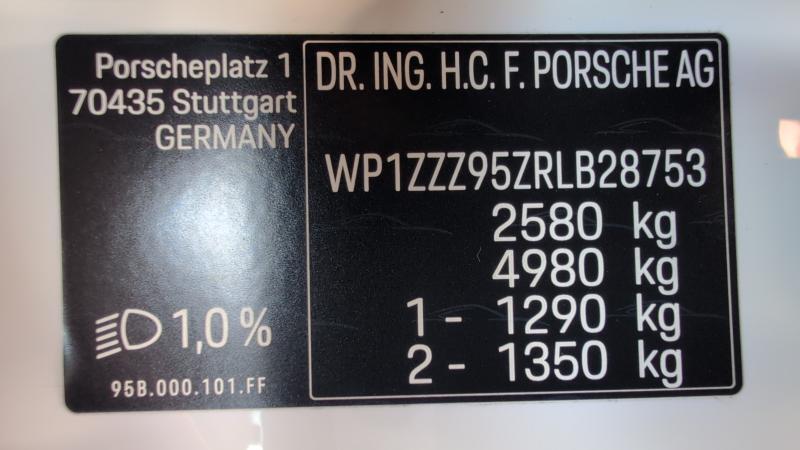 Porscheplatz 1
70435 Stuttgart
GERMANY
1,0 %
95B.000.101.FF
DR. ING. H.C. F. PORSCHE AG
WP1ZZZ95ZRLB28753
2580 kg
4980 kg
1 - 1290 kg
2 - 1350 kg